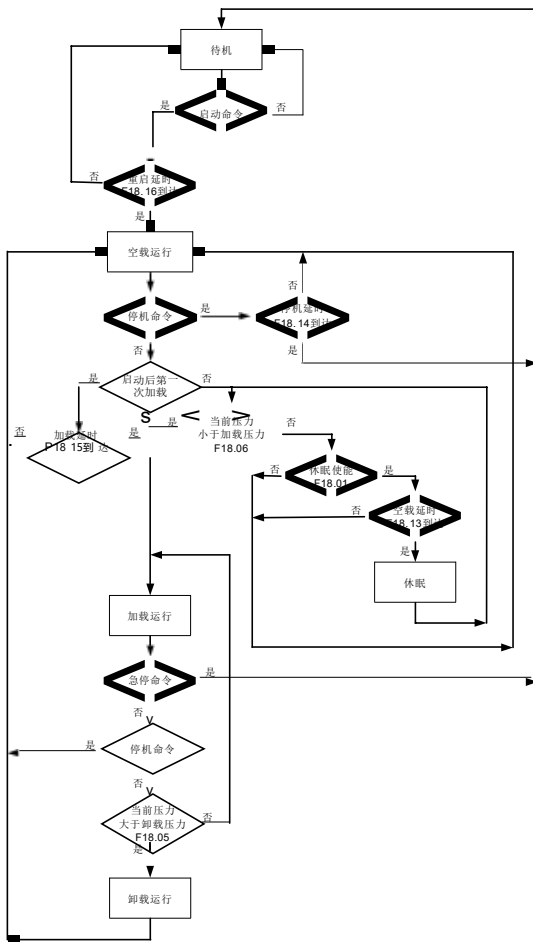 待机
是
启动命令
否
否
重启延时
F18.16到达
是
空载运行
停机命令
是
否
停机延时
F18.14到达
是
否
启动后第一
次加载
是
否
S
否
加载延时
P18 15到 达
是
是
< >
当前压力
小于加载压力
F18.06
否
否
休眠使能
F18.01
是
否
空载延时
F18.13到达
是
休眠
加载运行
急停命令
是
否
V
是
停机命令
否
V
当前压力
大于卸载压力
F18.05
否
是
卸载运行